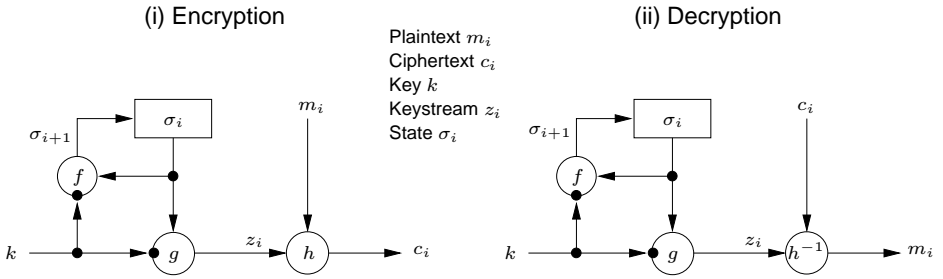 (i) Encryption
(ii) Decryption
Plaintext m_i
Ciphertext c_i
Key k
Keystream z_i
State σ_i
σ_i
m_i
σ_{i+1}
f
k
g
z_i
h
c_i
σ_i
c_i
σ_{i+1}
f
k
g
z_i
h^{−1}
m_i